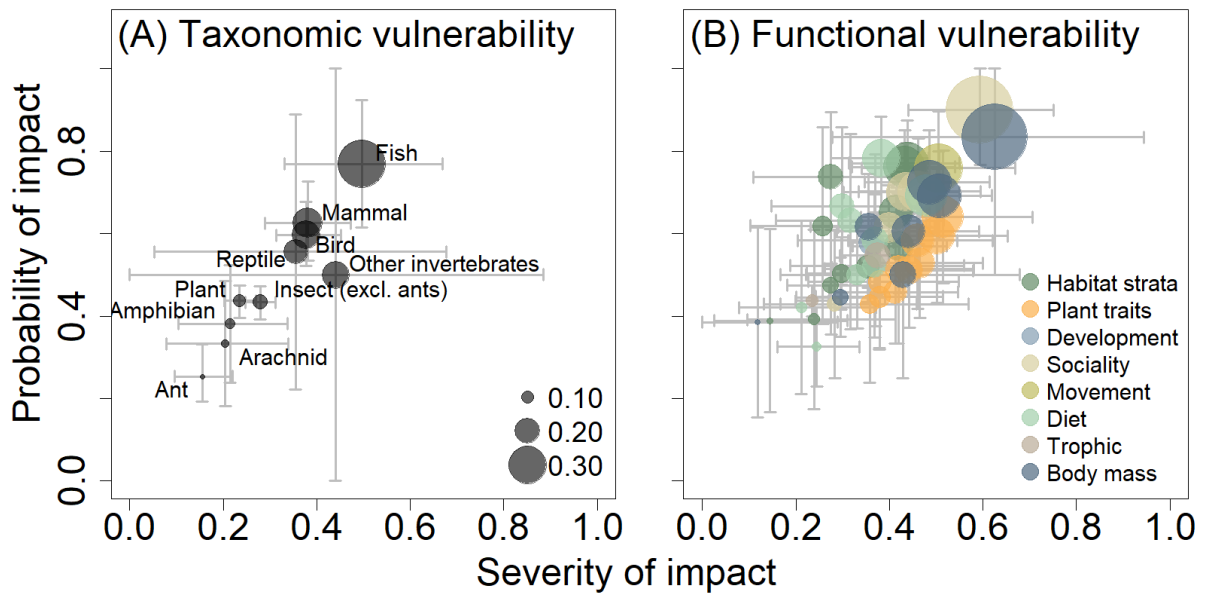 (A) Taxonomic vulnerability
(B) Functional vulnerability
Probability of impact
0.8
0.4
0.0
Fish
Mammal
Bird
Reptile
Other invertebrates
Plant
Insect (excl. ants)
Amphibian
Arachnid
Ant
0.10
0.20
0.30
0.0 0.2 0.4 0.6 0.8 1.0
Habitat strata
Plant traits
Development
Sociality
Movement
Diet
Trophic
Body mass
0.0 0.2 0.4 0.6 0.8 1.0
Severity of impact